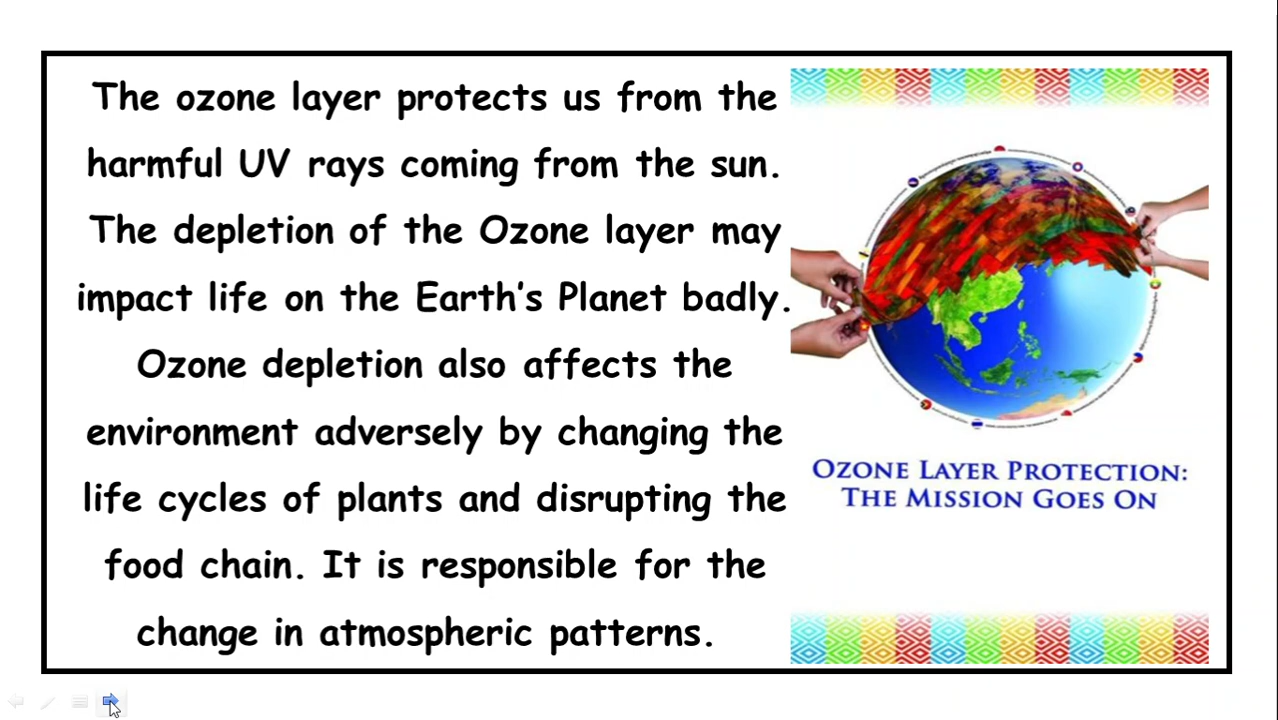 The ozone layer protects us from the
harmful UV rays coming from the sun.
The depletion of the Ozone layer may
impact life on the Earth's Planet badly.
Ozone depletion also affects the
environment adversely by changing the
life cycles of plants and disrupting the
food chain. It is responsible for the
change in atmospheric patterns.
OZONE LAYER PROTECTION:
THE MISSION GOES ON